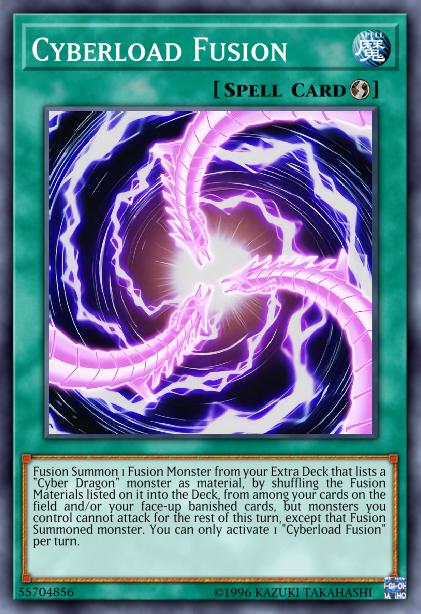 Cyberload Fusion
SPELL
魔
[Spell Card]
Fusion Summon 1 Fusion Monster from your Extra Deck that lists a
"Cyber Dragon" monster as material, by shuffling the Fusion
Materials listed on it into the Deck, from among your cards on the
field and/or your face-up banished cards, but monsters you
control cannot attack for the rest of this turn, except that Fusion
Summoned monster. You can only activate 1 "Cyberload Fusion"
per turn.
55704856
©1996 KAZUKI TAKAHASHI